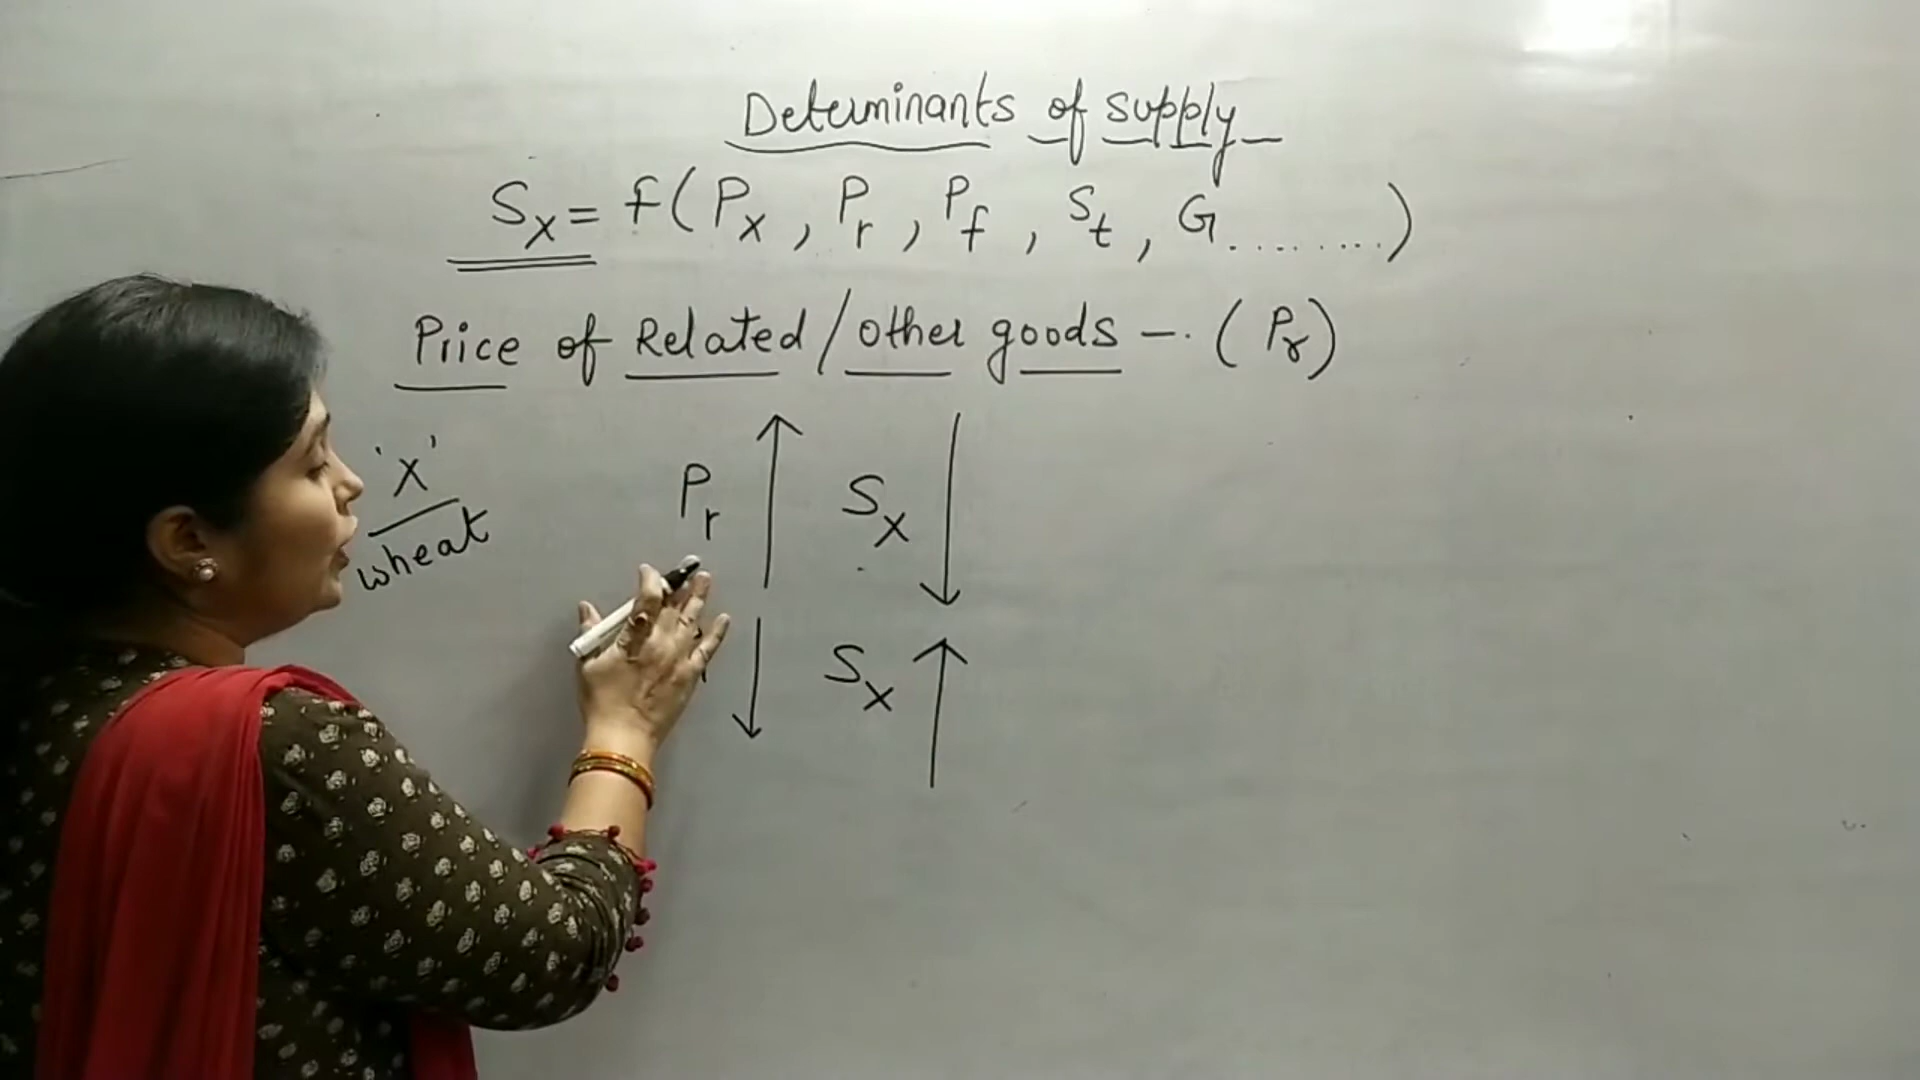 Determinants of supply
Sx = f(Px, Pr, Pf, St, G........)
Price of Related/other goods - (Pr)
'X'
wheat
Pr ↑ Sx ↓
↓ Sx ↑